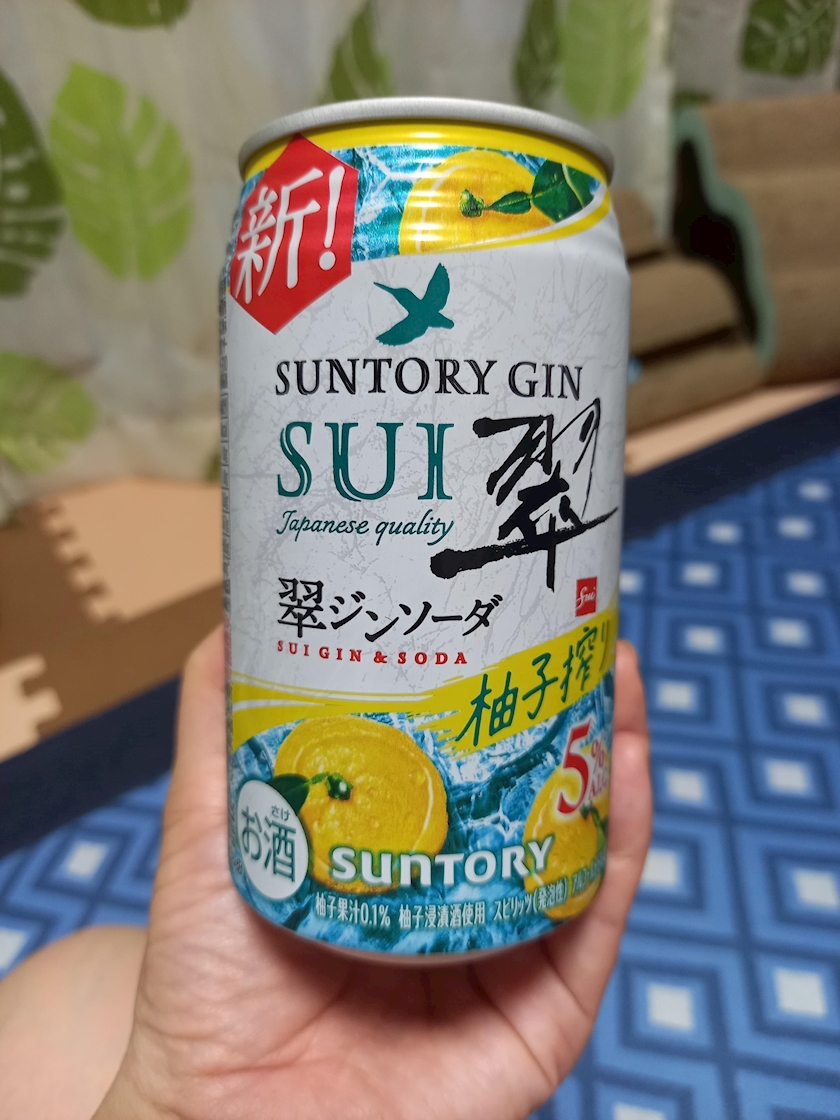 新!
SUNTORY GIN
SUI 翠
Japanese quality
翠ジンソーダ
Sui
SUI GIN & SODA
柚子搾り
5%
ALC
さけ
お酒
SUNTORY
柚子果汁0.1% 柚子浸漬酒使用 スピリッツ(発泡性)